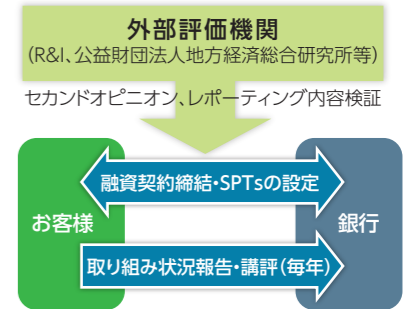 外部評価機関
(R&I、公益財団法人地方経済総合研究所等)
セカンドオピニオン、レポーティング内容検証
融資契約締結・SPTsの設定
お客様
銀行
取り組み状況報告・講評(毎年)